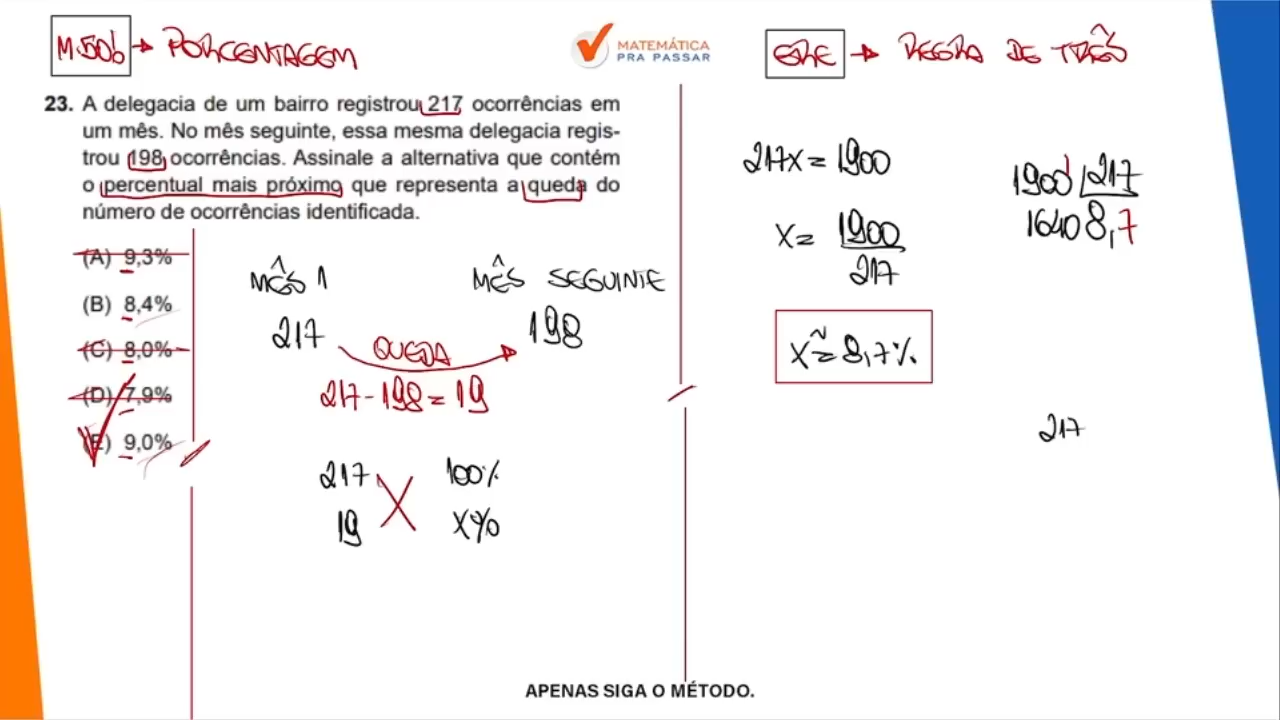 M.50b → PORCENTAGEM
MATEMÁTICA
PRA PASSAR
→ REGRA DE TRÊS
23. A delegacia de um bairro registrou 217 ocorrências em
um mês. No mês seguinte, essa mesma delegacia regis-
trou 198 ocorrências. Assinale a alternativa que contém
o percentual mais próximo que representa a queda do
número de ocorrências identificada.
(A) 9,3%
(B) 8,4%
(C) 8,0%
(D) 7,9%
(E) 9,0%
MÊS 1 MÊS SEGUINTE
217 198
QUEDA
217 - 198 = 19
217 100%
19 X%
217X = 1900
X = 1900
217
X ≅ 8,7%
1900 217
1640 8,7
217
APENAS SIGA O MÉTODO.